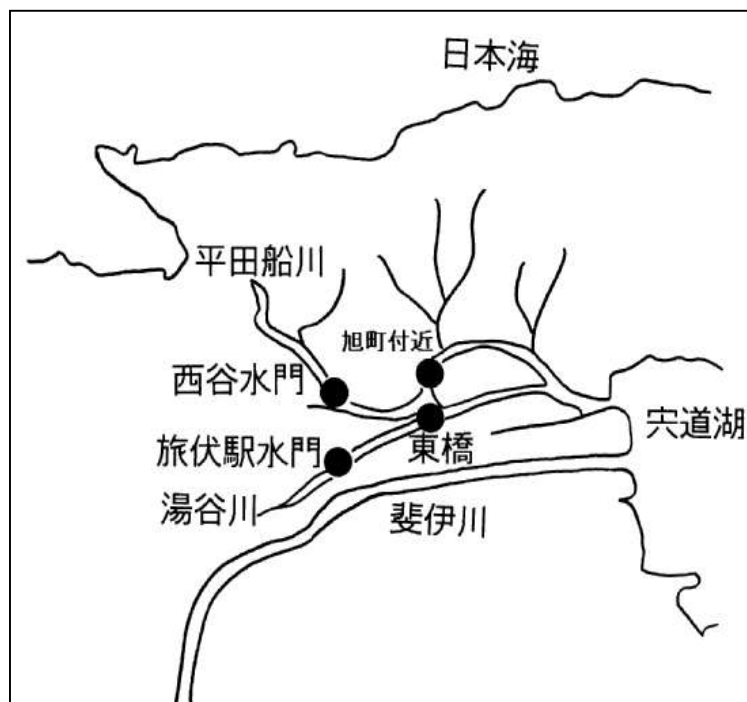 日本海
平田船川
旭町付近
西谷水門
宍道湖
旅伏駅水門
東橋
湯谷川
斐伊川